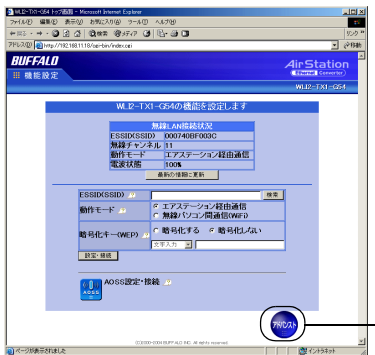 WLI2-TX1-G54 トップ画面 - Microsoft Internet Explorer
ファイル(F) 編集(E) 表示(V) お気に入り(A) ツール(T) ヘルプ(H)
戻る 検索 お気に入り メディア
アドレス(D) http://192.168.11.18/cgi-bin/index.cgi 移動 リンク
BUFFALO
AirStation
Ethernet Converter
機能設定
WLI2-TX1-G54
WLI2-TX1-G54の機能を設定します
無線LAN接続状況
ESSID(SSID) 000740BF003C
無線チャンネル 11
動作モード エアステーション経由通信
電波状態 100%
最新の情報に更新
ESSID(SSID) 検索
動作モード エアステーション経由通信
無線パソコン間通信(WiFi)
暗号化キー(WEP) 暗号化する 暗号化しない
文字入力
設定・接続
AOSS
AOSS設定・接続
アドバンスト
(C)2003-2004 BUFFALO INC. All rights reserved.
ページが表示されました イントラネット